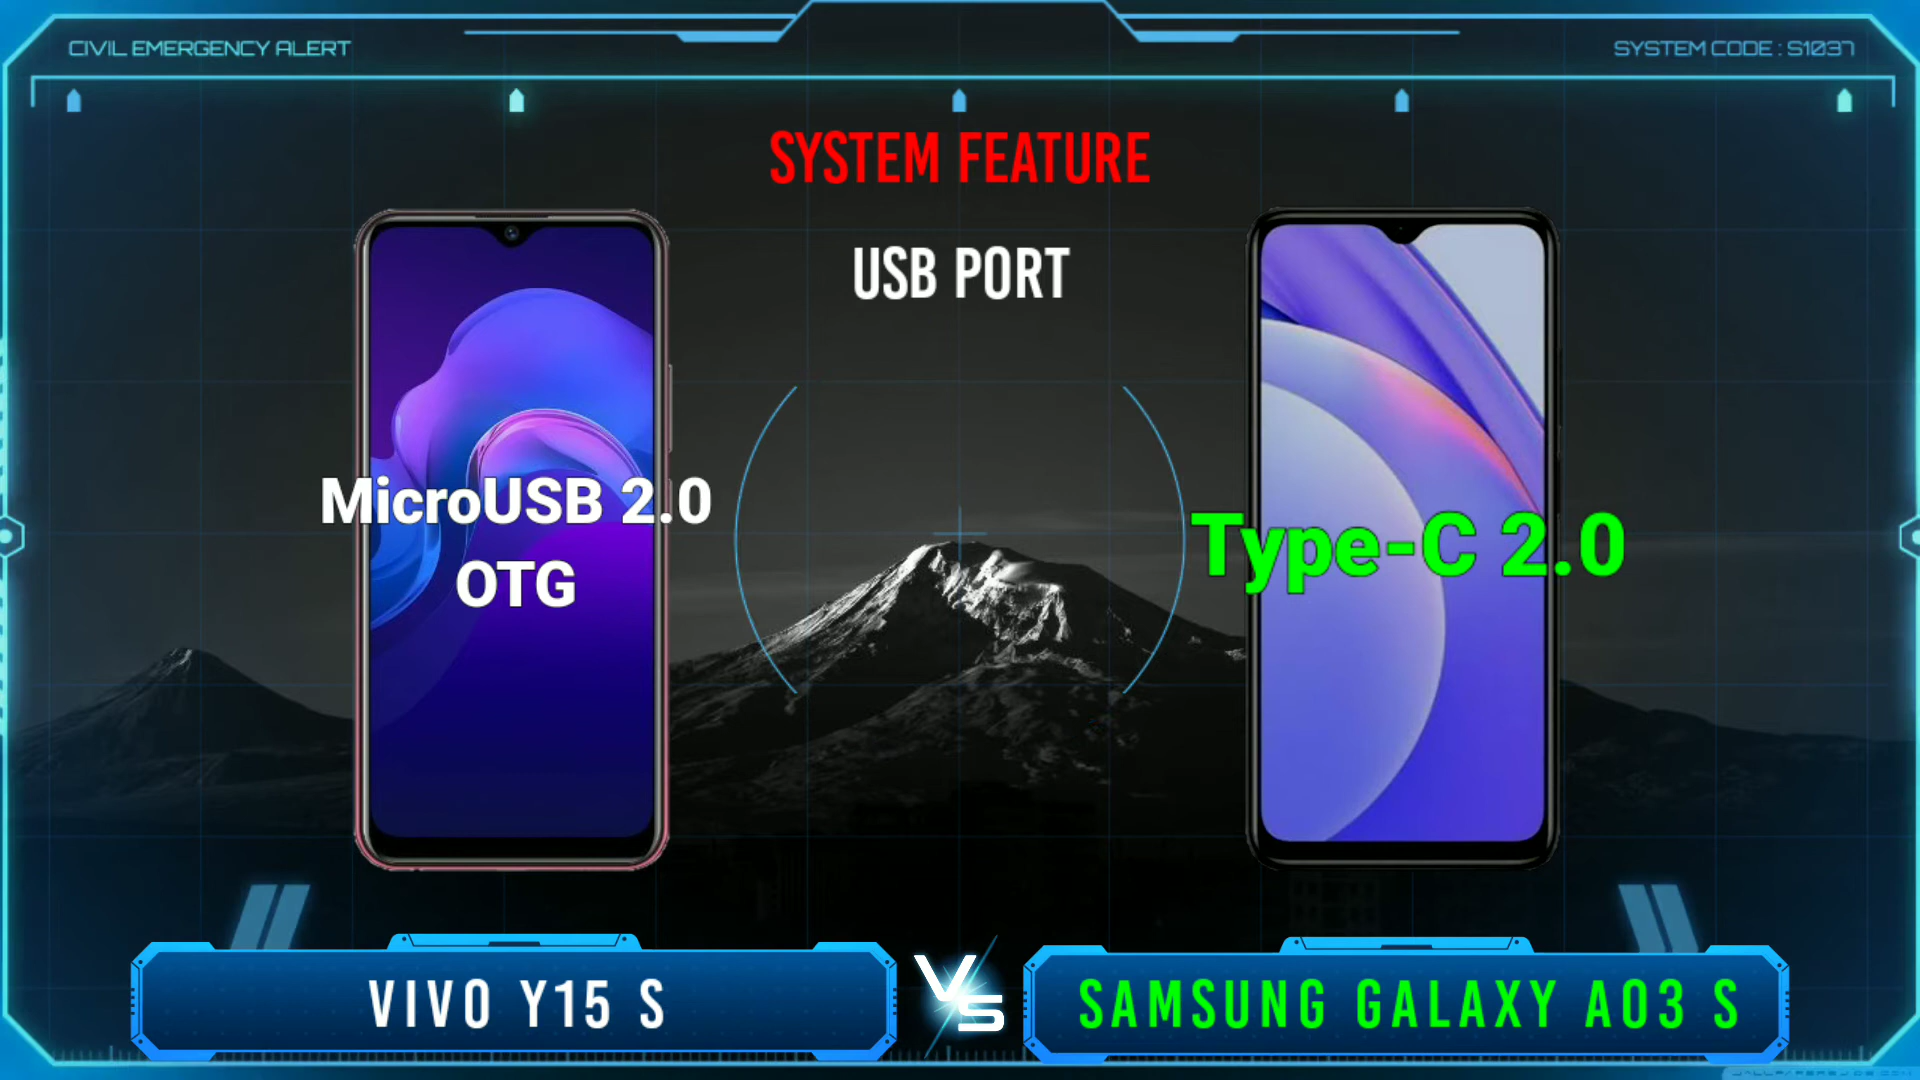 CIVIL EMERGENCY ALERT
SYSTEM CODE : S1037
SYSTEM FEATURE
USB PORT
MicroUSB 2.0
OTG
Type-C 2.0
VIVO Y15 S
VS
SAMSUNG GALAXY A03 S